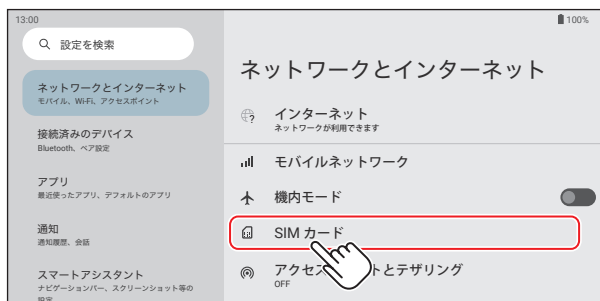 13:00
100%
設定を検索
ネットワークとインターネット
モバイル、Wi-Fi、アクセスポイント
接続済みのデバイス
Bluetooth、ペア設定
アプリ
最近使ったアプリ、デフォルトのアプリ
通知
通知履歴、会話
スマートアシスタント
ナビゲーションバー、スクリーンショット等の
設定
ネットワークとインターネット
インターネット
ネットワークが利用できます
モバイルネットワーク
機内モード
SIM カード
アクセス トとテザリング
OFF